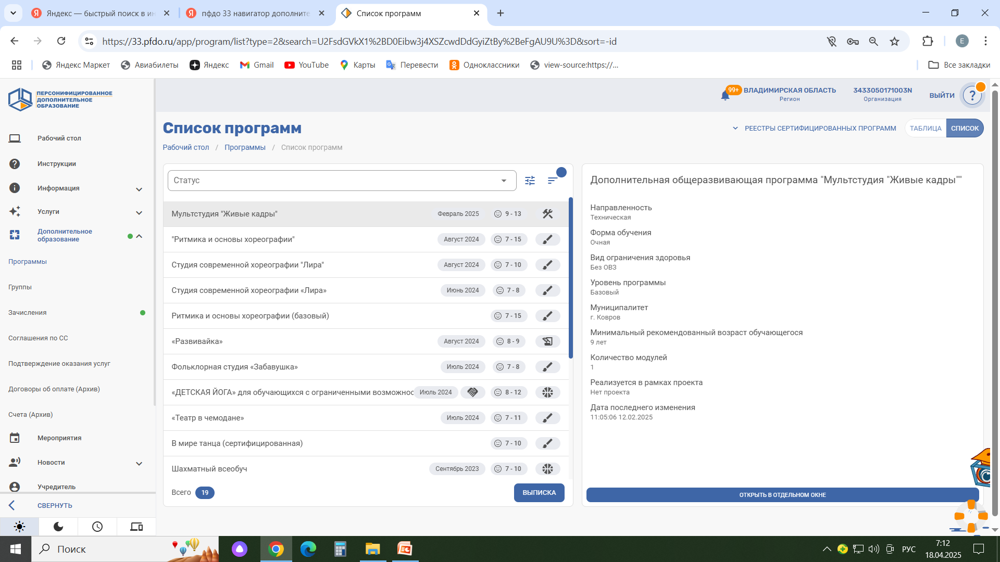 Яндекс — быстрый поиск в ин
пфдо 33 навигатор дополните
Список программ
https://33.pfdo.ru/app/program/list?type=2&search=U2FsdGVkX1%2BD0Eibw3j4XSZcwdDdGyiZtBy%2BeFgAU9U%3D&sort=-id
E
Яндекс Маркет
Авиабилеты
Яндекс
Gmail
YouTube
Карты
Перевести
Одноклассники
view-source:https://...
Все закладки
ПЕРСОНИФИЦИРОВАННОЕ
ДОПОЛНИТЕЛЬНОЕ
ОБРАЗОВАНИЕ
99+
ВЛАДИМИРСКАЯ ОБЛАСТЬ
Регион
3433050171003N
Организация
ВЫЙТИ
?
Рабочий стол
Инструкции
Информация
Услуги
Дополнительное
образование
Программы
Группы
Зачисления
Соглашения по СС
Подтверждение оказания услуг
Договоры об оплате (Архив)
Счета (Архив)
Мероприятия
Новости
Учредитель
СВЕРНУТЬ
Список программ
РЕЕСТРЫ СЕРТИФИЦИРОВАННЫХ ПРОГРАММ
ТАБЛИЦА
СПИСОК
Рабочий стол / Программы / Список программ
Статус
Мультстудия "Живые кадры" Февраль 2025 9 - 13
"Ритмика и основы хореографии" Август 2024 7 - 15
Студия современной хореографии "Лира" Август 2024 7 - 10
Студия современной хореографии «Лира» Июнь 2024 7 - 8
Ритмика и основы хореографии (базовый) 7 - 15
«Развивайка» Август 2024 8 - 9
Фольклорная студия «Забавушка» Июль 2024 7 - 8
«ДЕТСКАЯ ЙОГА» для обучающихся с ограниченными возможнос Июль 2024 8 - 12
«Театр в чемодане» Июль 2024 7 - 11
В мире танца (сертифицированная) 7 - 10
Шахматный всеобуч Сентябрь 2023 7 - 10
Всего 19
ВЫПИСКА
Дополнительная общеразвивающая программа "Мультстудия "Живые кадры""
Направленность
Техническая
Форма обучения
Очная
Вид ограничения здоровья
Без ОВЗ
Уровень программы
Базовый
Муниципалитет
г. Ковров
Минимальный рекомендованный возраст обучающегося
9 лет
Количество модулей
1
Реализуется в рамках проекта
Нет проекта
Дата последнего изменения
11:05:06 12.02.2025
ОТКРЫТЬ В ОТДЕЛЬНОМ ОКНЕ
Поиск
РУС
7:12
18.04.2025